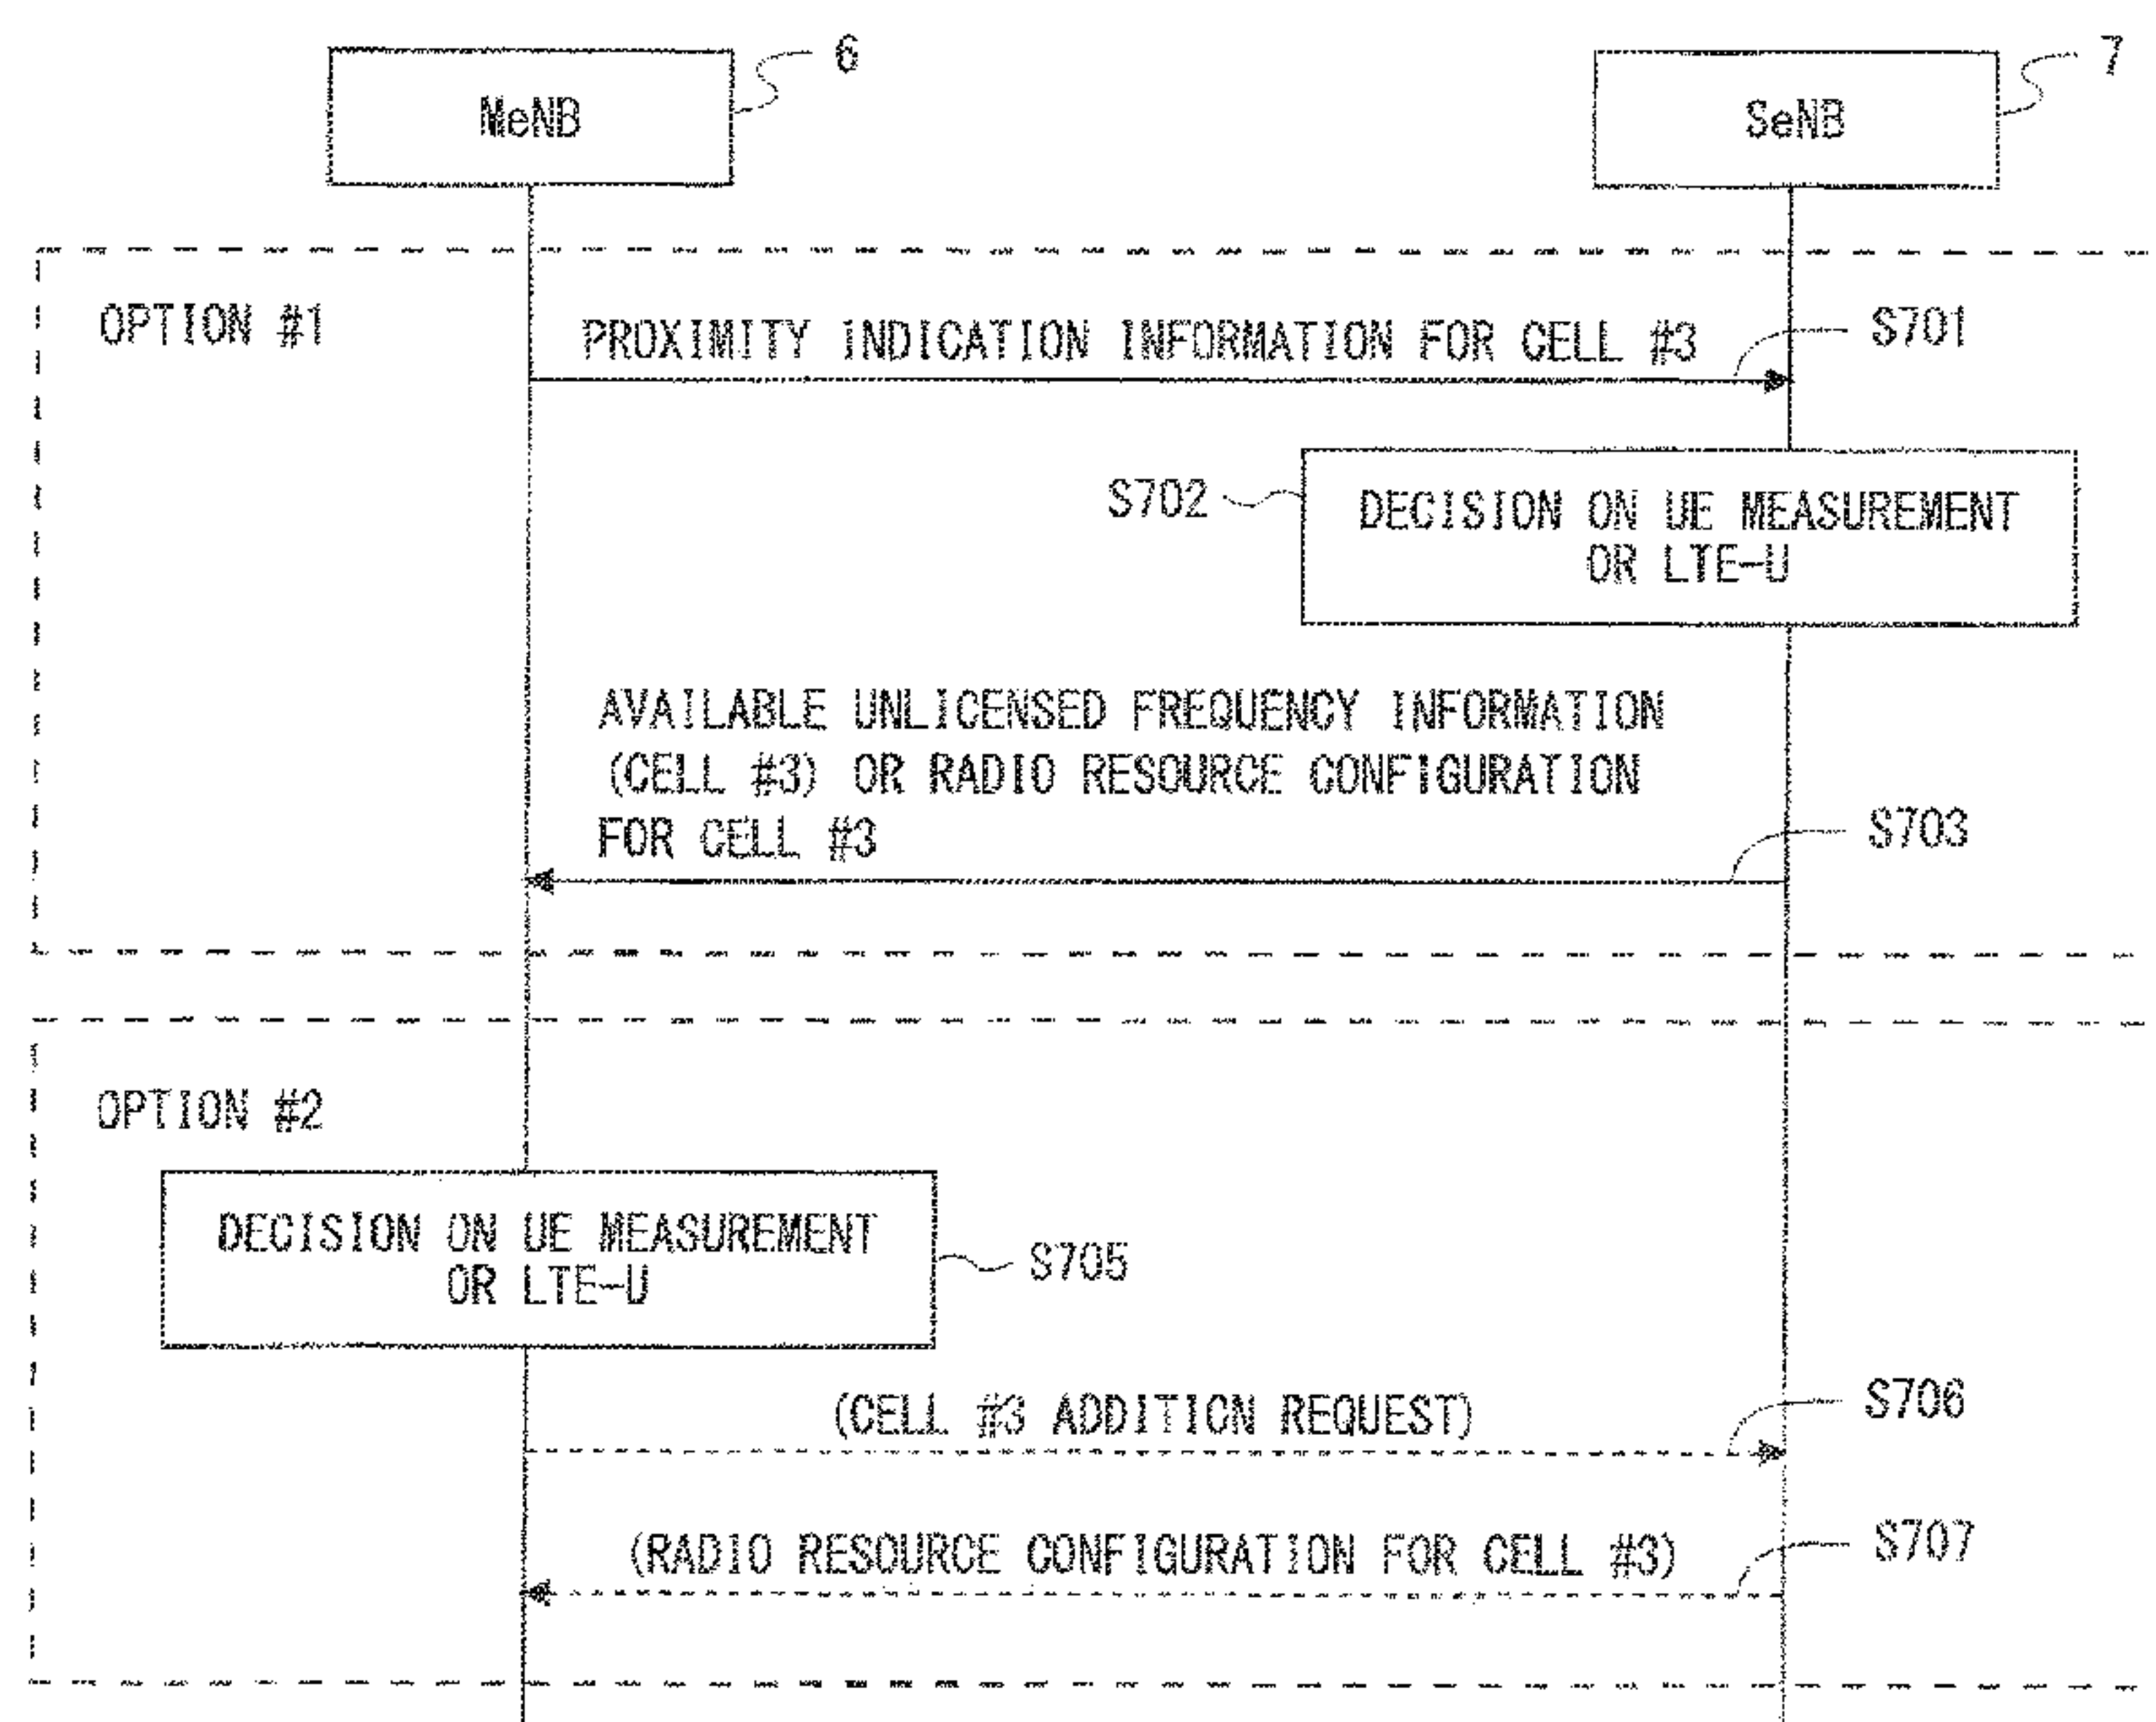 MeNB
6
SeNB
7
OPTION #1
PROXIMITY INDICATION INFORMATION FOR CELL #3
S701
S702
DECISION ON UE MEASUREMENT
OR LTE-U
AVAILABLE UNLICENSED FREQUENCY INFORMATION
(CELL #3) OR RADIO RESOURCE CONFIGURATION
FOR CELL #3
S703
OPTION #2
DECISION ON UE MEASUREMENT
OR LTE-U
S705
(CELL #3 ADDITION REQUEST)
S706
(RADIO RESOURCE CONFIGURATION FOR CELL #3)
S707